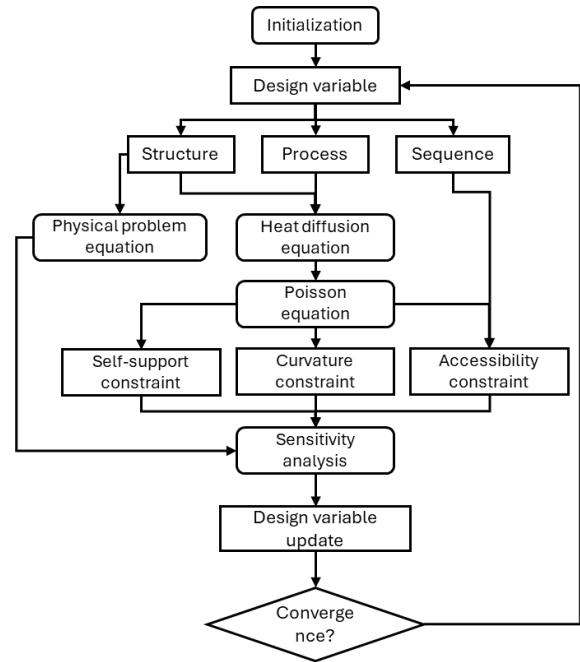 Initialization
Design variable
Structure
Process
Sequence
Physical problem
equation
Heat diffusion
equation
Poisson
equation
Self-support
constraint
Curvature
constraint
Accessibility
constraint
Sensitivity
analysis
Design variable
update
Converge
nce?